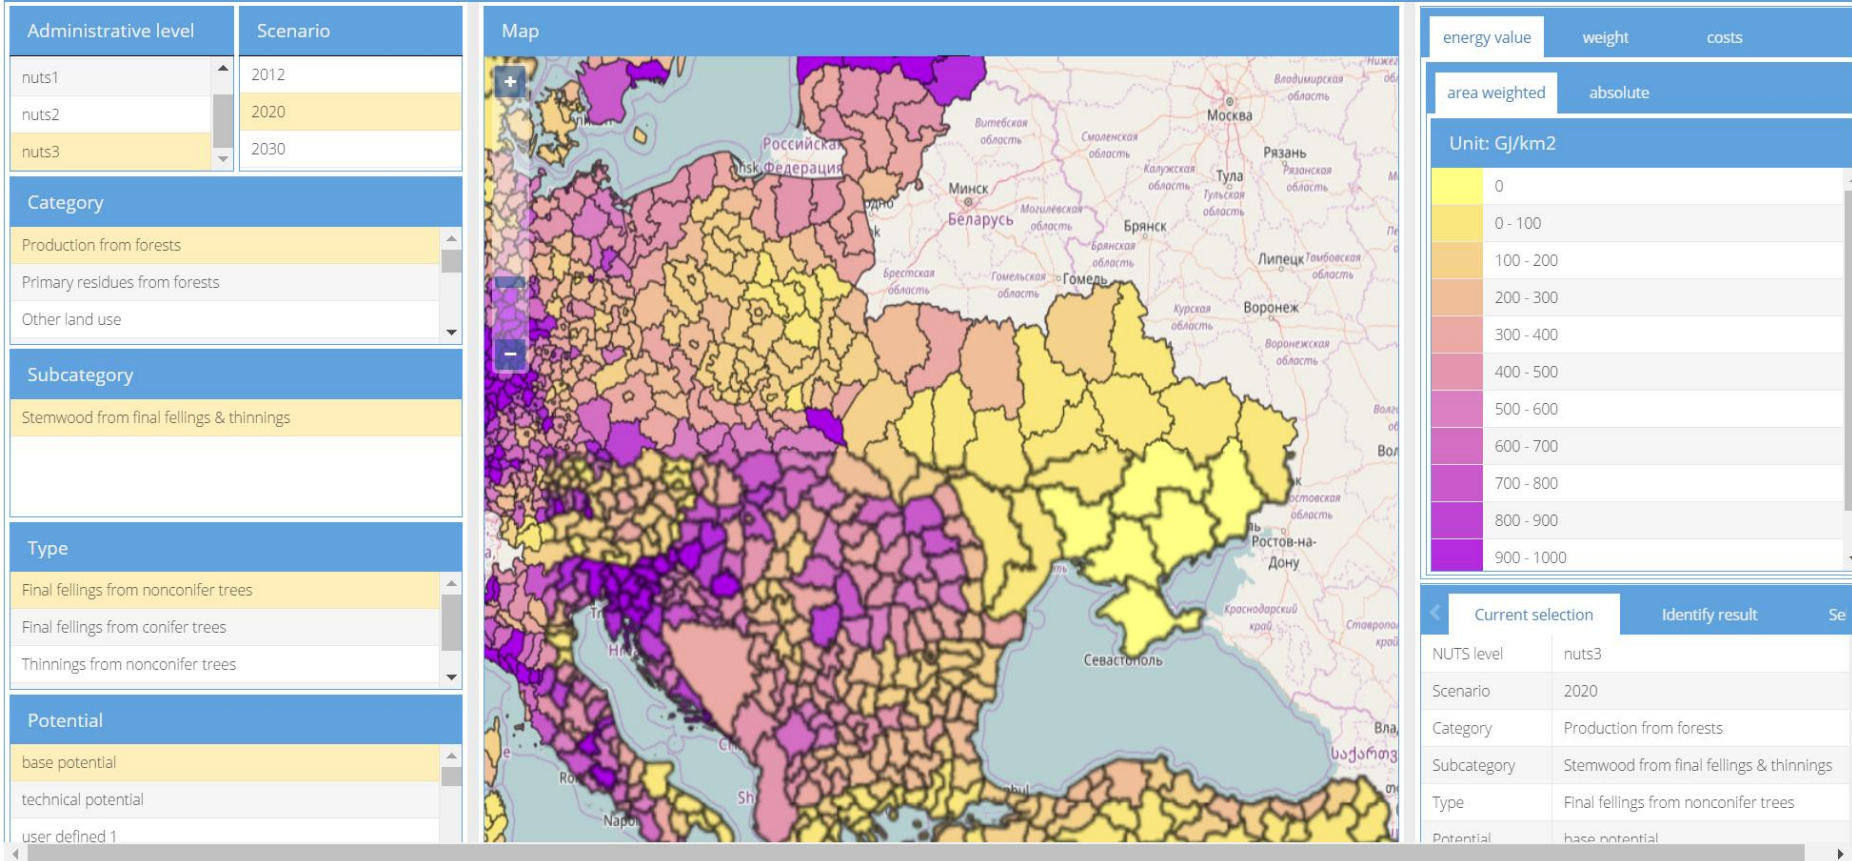 Administrative level
nuts1
nuts2
nuts3
Scenario
2012
2020
2030
Category
Production from forests
Primary residues from forests
Other land use
Subcategory
Stemwood from final fellings & thinnings
Type
Final fellings from nonconifer trees
Final fellings from conifer trees
Thinnings from nonconifer trees
Potential
base potential
technical potential
user defined 1
Map
+
−
Владимирская
область
Москва
Витебская
область
Смоленская
область
Российска
Федерация
Рязань
Рязанская
область
Калужская
область
Тула
Тульская
область
Минск
Беларусь
Могилёвская
область
Брянск
Брянская
область
Липецк
Тамбовская
область
Брестская
область
Гомельская
область
Гомель
Курская
область
Воронеж
Воронежская
область
Ростов-на-
Дону
Краснодарский
край
Севастополь
energy value
weight
costs
area weighted
absolute
Unit: GJ/km2
0
0 - 100
100 - 200
200 - 300
300 - 400
400 - 500
500 - 600
600 - 700
700 - 800
800 - 900
900 - 1000
Current selection
Identify result
Se
NUTS level nuts3
Scenario 2020
Category Production from forests
Subcategory Stemwood from final fellings & thinnings
Type Final fellings from nonconifer trees
Potential base potential